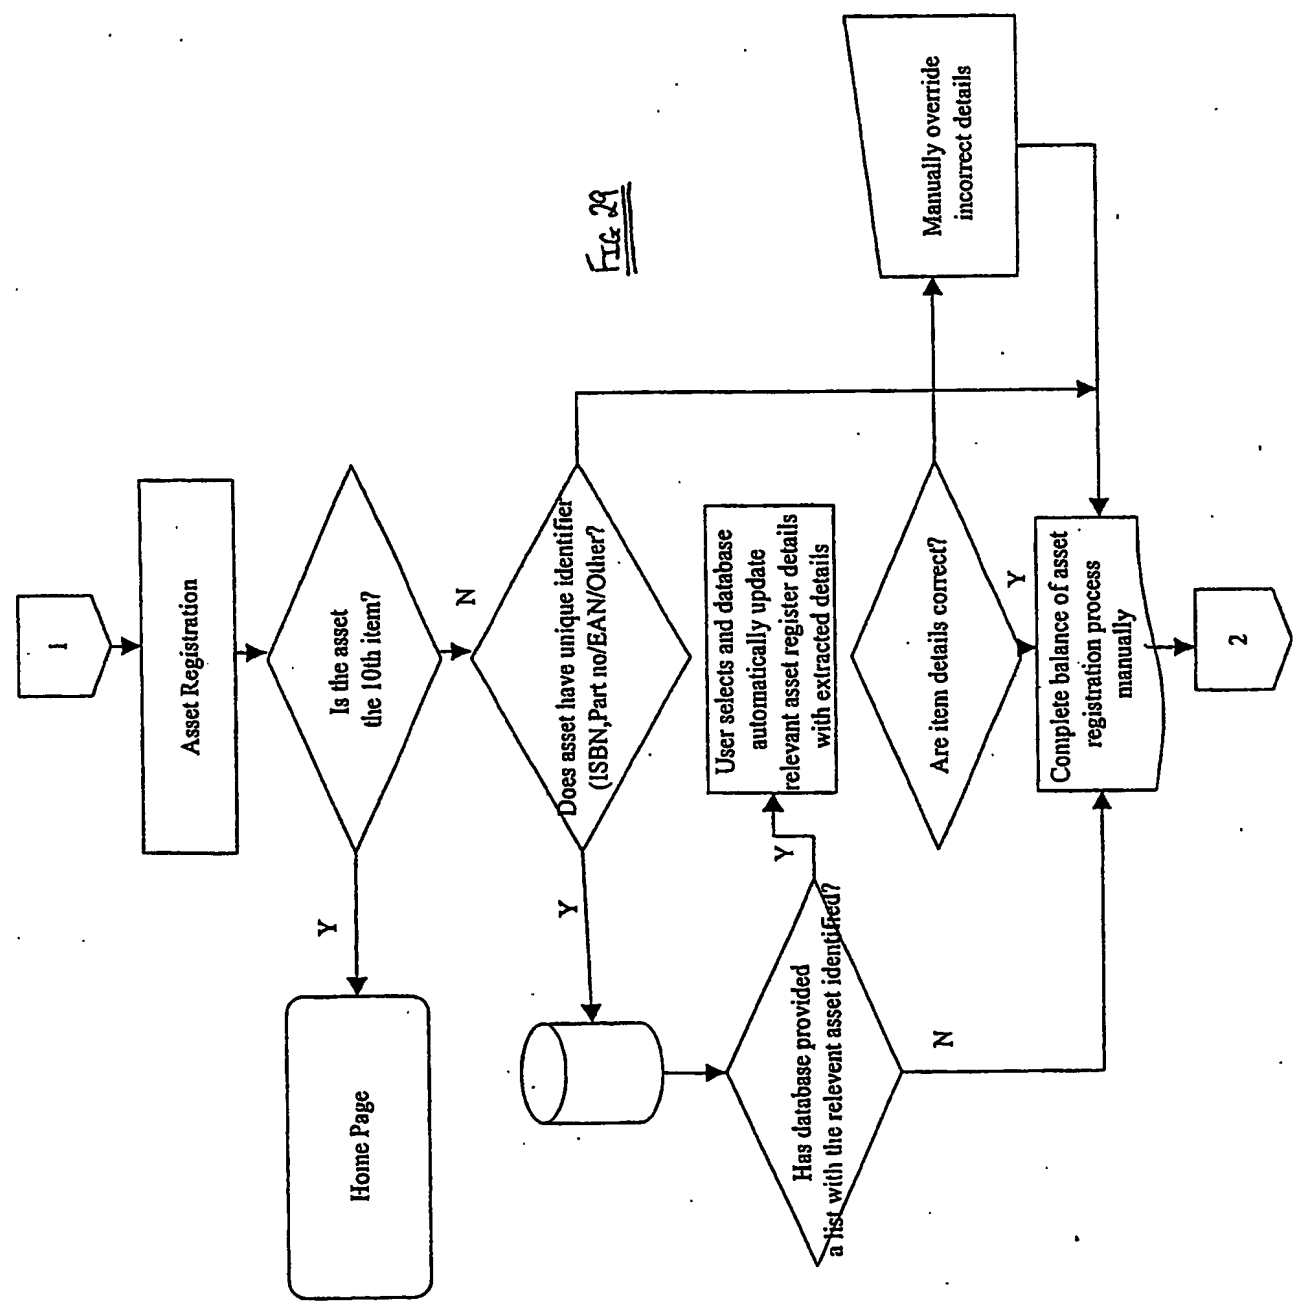 1
Asset Registration
Is the asset
the 10th item?
Y
N
Home Page
Does asset have unique identifier
(ISBN,Part no/EAN/Other?
Y
FIG 29
Has database provided
a list with the relevent asset identified?
Y
N
User selects and database
automatically update
relevant asset register details
with extracted details
Are item details correct?
Y
Manually override
incorrect details
Complete balance of asset
registration process
manually
2